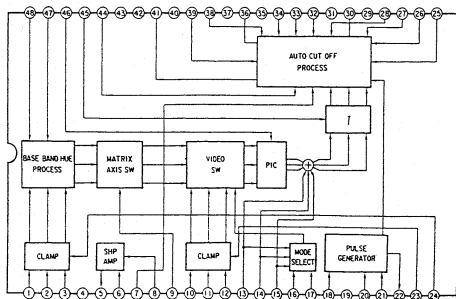 48 47 46 45 44 43 42 41 40 39 38 37 36 35 34 33 32 31 30 29 28 27 26 25
AUTO CUT OFF
PROCESS
T
BASE BAND HUE
PROCESS
MATRIX
AXIS SW
VIDEO
SW
PIC
CLAMP
SHP
AMP
CLAMP
MODE
SELECT
PULSE
GENERATOR
1 2 3 4 5 6 7 8 9 10 11 12 13 14 15 16 17 18 19 20 21 22 23 24